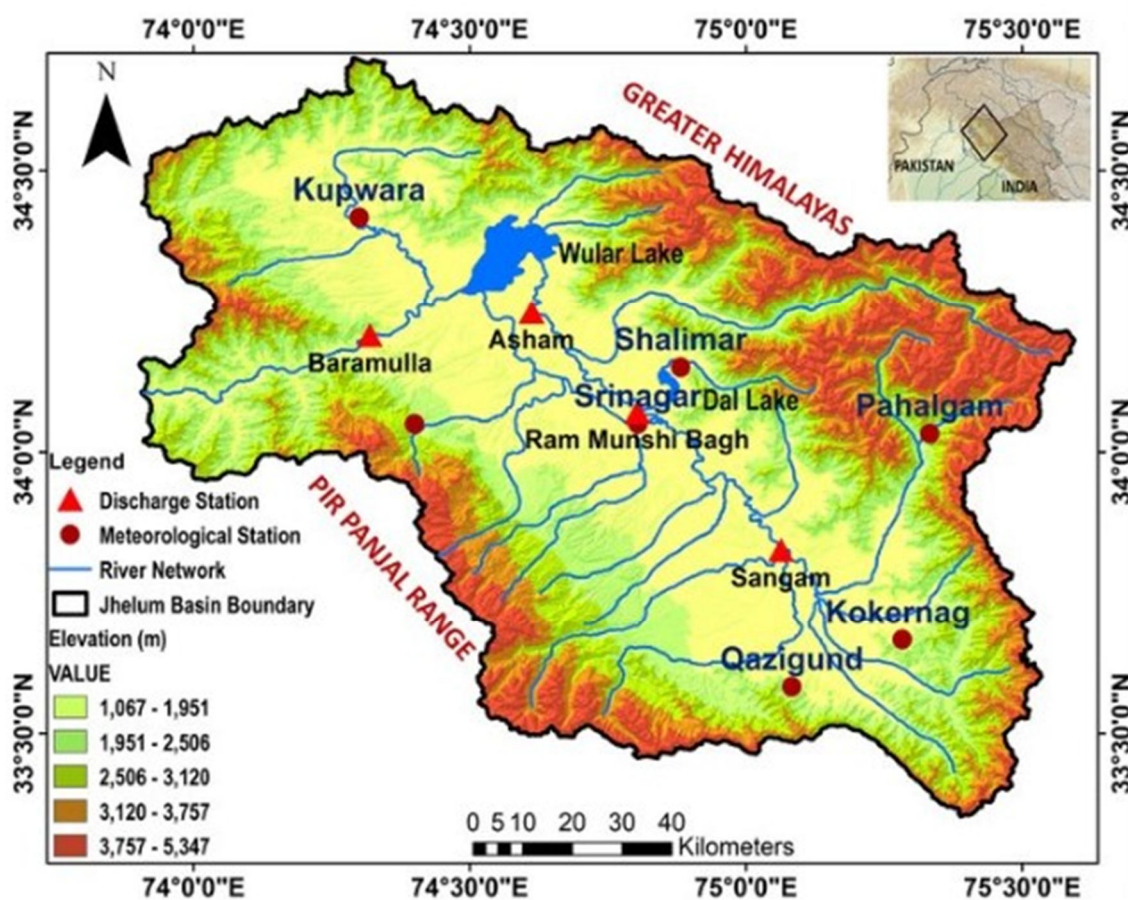 74°0'0"E 74°30'0"E 75°0'0"E 75°30'0"E
N
GREATER HIMALAYAS
PAKISTAN
INDIA
34°30'0"N
34°30'0"N
Kupwara
Wular Lake
Asham
Shalimar
Baramulla
Srinagar
Dal Lake
Pahalgam
34°0'0"N
34°0'0"N
Ram Munshi Bagh
PIR PANJAL RANGE
Sangam
Kokernag
Qazigund
33°30'0"N
33°30'0"N
Legend
Discharge Station
Meteorological Station
River Network
Jhelum Basin Boundary
Elevation (m)
VALUE
1,067 - 1,951
1,951 - 2,506
2,506 - 3,120
3,120 - 3,757
3,757 - 5,347
0 5 10 20 30 40
Kilometers
74°0'0"E 74°30'0"E 75°0'0"E 75°30'0"E